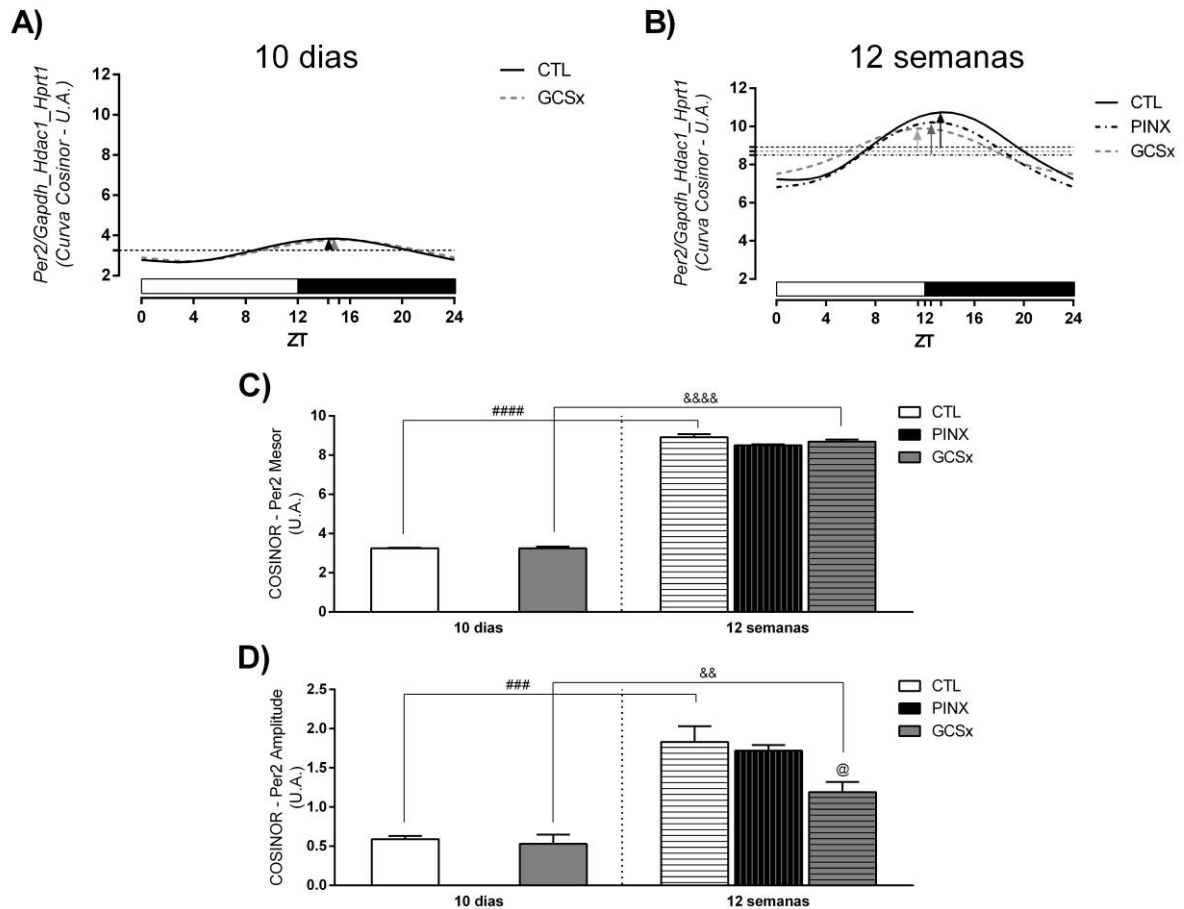 A)
10 dias
CTL
GCSx
Per2/Gapdh_Hdac1_Hprt1
(Curva Cosinor - U.A.)
12
10
8
6
4
2
0
4
8
12
16
20
24
ZT
B)
12 semanas
CTL
PINX
GCSx
Per2/Gapdh_Hdac1_Hprt1
(Curva Cosinor - U.A.)
12
10
8
6
4
2
0
4
8
12
16
20
24
ZT
C)
####
&&&&
CTL
PINX
GCSx
COSINOR - Per2 Mesor
(U.A.)
10
8
6
4
2
0
10 dias
12 semanas
D)
###
&&
@
CTL
PINX
GCSx
COSINOR - Per2 Amplitude
(U.A.)
2.5
2.0
1.5
1.0
0.5
0.0
10 dias
12 semanas